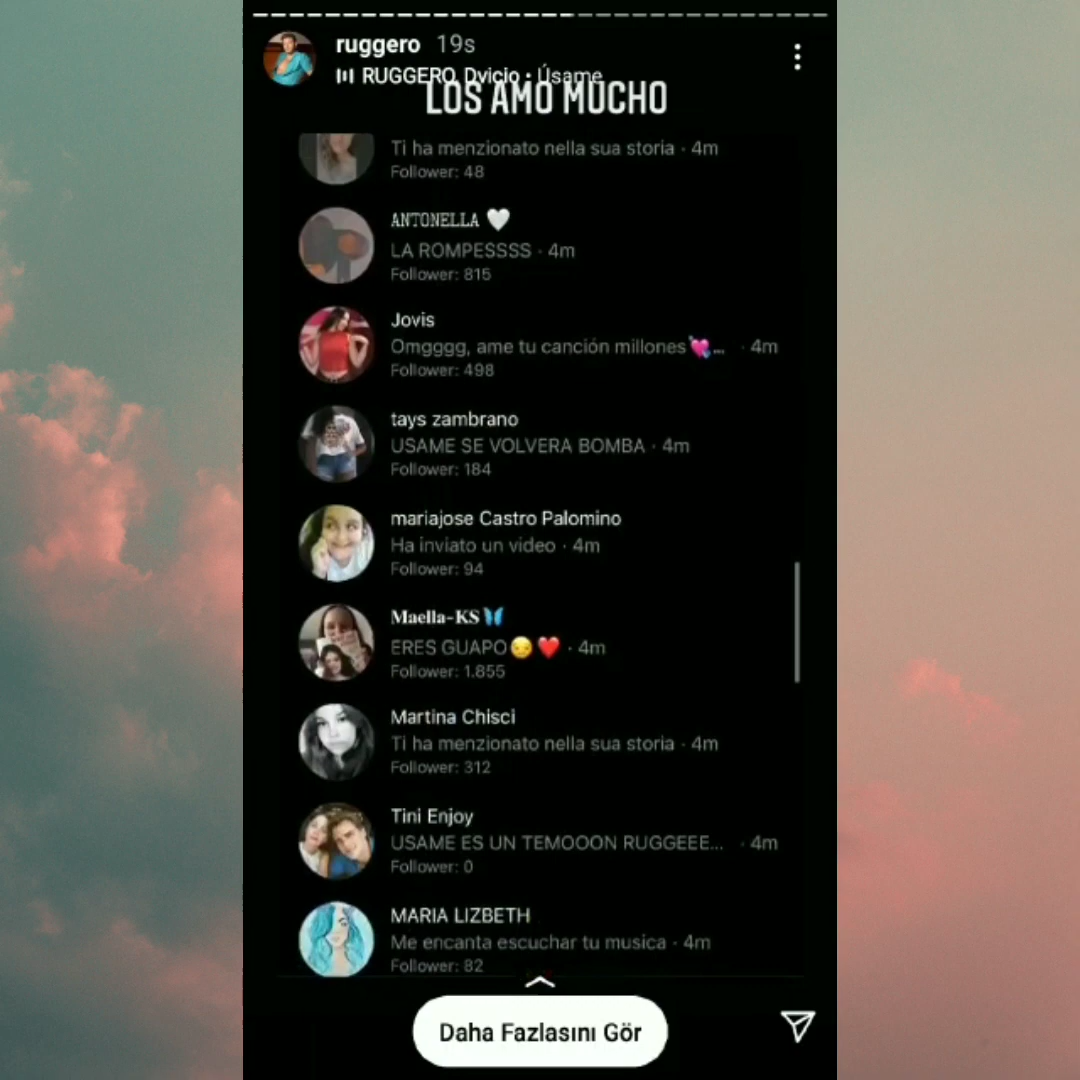 ruggero 19s
RUGGERO, Dvicio • Úsame
LOS AMO MUCHO
Ti ha menzionato nella sua storia · 4m
Follower: 48
ANTONELLA 🤍
LA ROMPESSSS · 4m
Follower: 815
Jovis
Omgggg, ame tu canción millones💘... · 4m
Follower: 498
tays zambrano
USAME SE VOLVERA BOMBA · 4m
Follower: 184
mariajose Castro Palomino
Ha inviato un video · 4m
Follower: 94
Maella-KS🦋
ERES GUAPO😔❤️ · 4m
Follower: 1.855
Martina Chisci
Ti ha menzionato nella sua storia · 4m
Follower: 312
Tini Enjoy
USAME ES UN TEMOOON RUGGEEE... · 4m
Follower: 0
MARIA LIZBETH
Me encanta escuchar tu musica · 4m
Follower: 82
Daha Fazlasını Gör